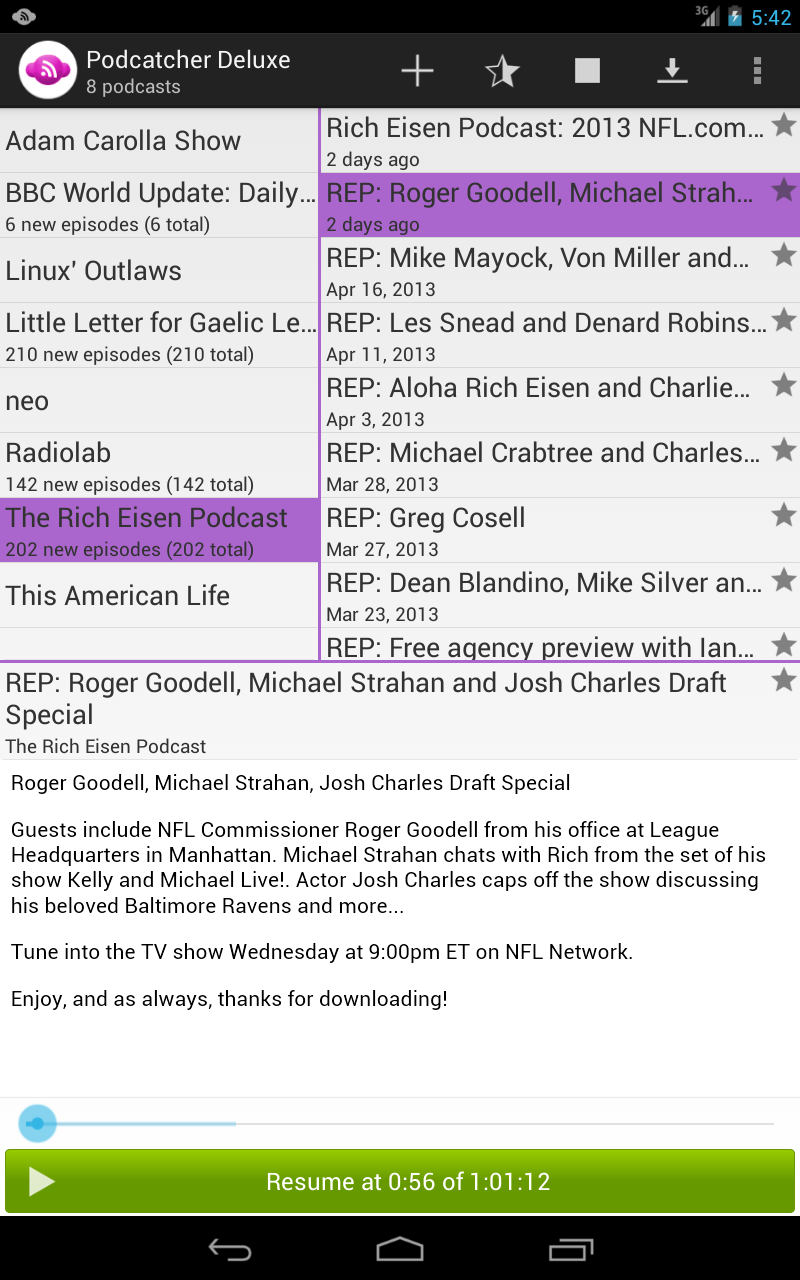 3G 5:42
Podcatcher Deluxe
8 podcasts
Adam Carolla Show
BBC World Update: Daily...
6 new episodes (6 total)
Linux' Outlaws
Little Letter for Gaelic Le...
210 new episodes (210 total)
neo
Radiolab
142 new episodes (142 total)
The Rich Eisen Podcast
202 new episodes (202 total)
This American Life
Rich Eisen Podcast: 2013 NFL.com...
2 days ago
REP: Roger Goodell, Michael Strah...
2 days ago
REP: Mike Mayock, Von Miller and...
Apr 16, 2013
REP: Les Snead and Denard Robins...
Apr 11, 2013
REP: Aloha Rich Eisen and Charlie...
Apr 3, 2013
REP: Michael Crabtree and Charles...
Mar 28, 2013
REP: Greg Cosell
Mar 27, 2013
REP: Dean Blandino, Mike Silver an...
Mar 23, 2013
REP: Free agency preview with Ian...
REP: Roger Goodell, Michael Strahan and Josh Charles Draft
Special
The Rich Eisen Podcast
Roger Goodell, Michael Strahan, Josh Charles Draft Special
Guests include NFL Commissioner Roger Goodell from his office at League
Headquarters in Manhattan. Michael Strahan chats with Rich from the set of his
show Kelly and Michael Live!. Actor Josh Charles caps off the show discussing
his beloved Baltimore Ravens and more...
Tune into the TV show Wednesday at 9:00pm ET on NFL Network.
Enjoy, and as always, thanks for downloading!
Resume at 0:56 of 1:01:12